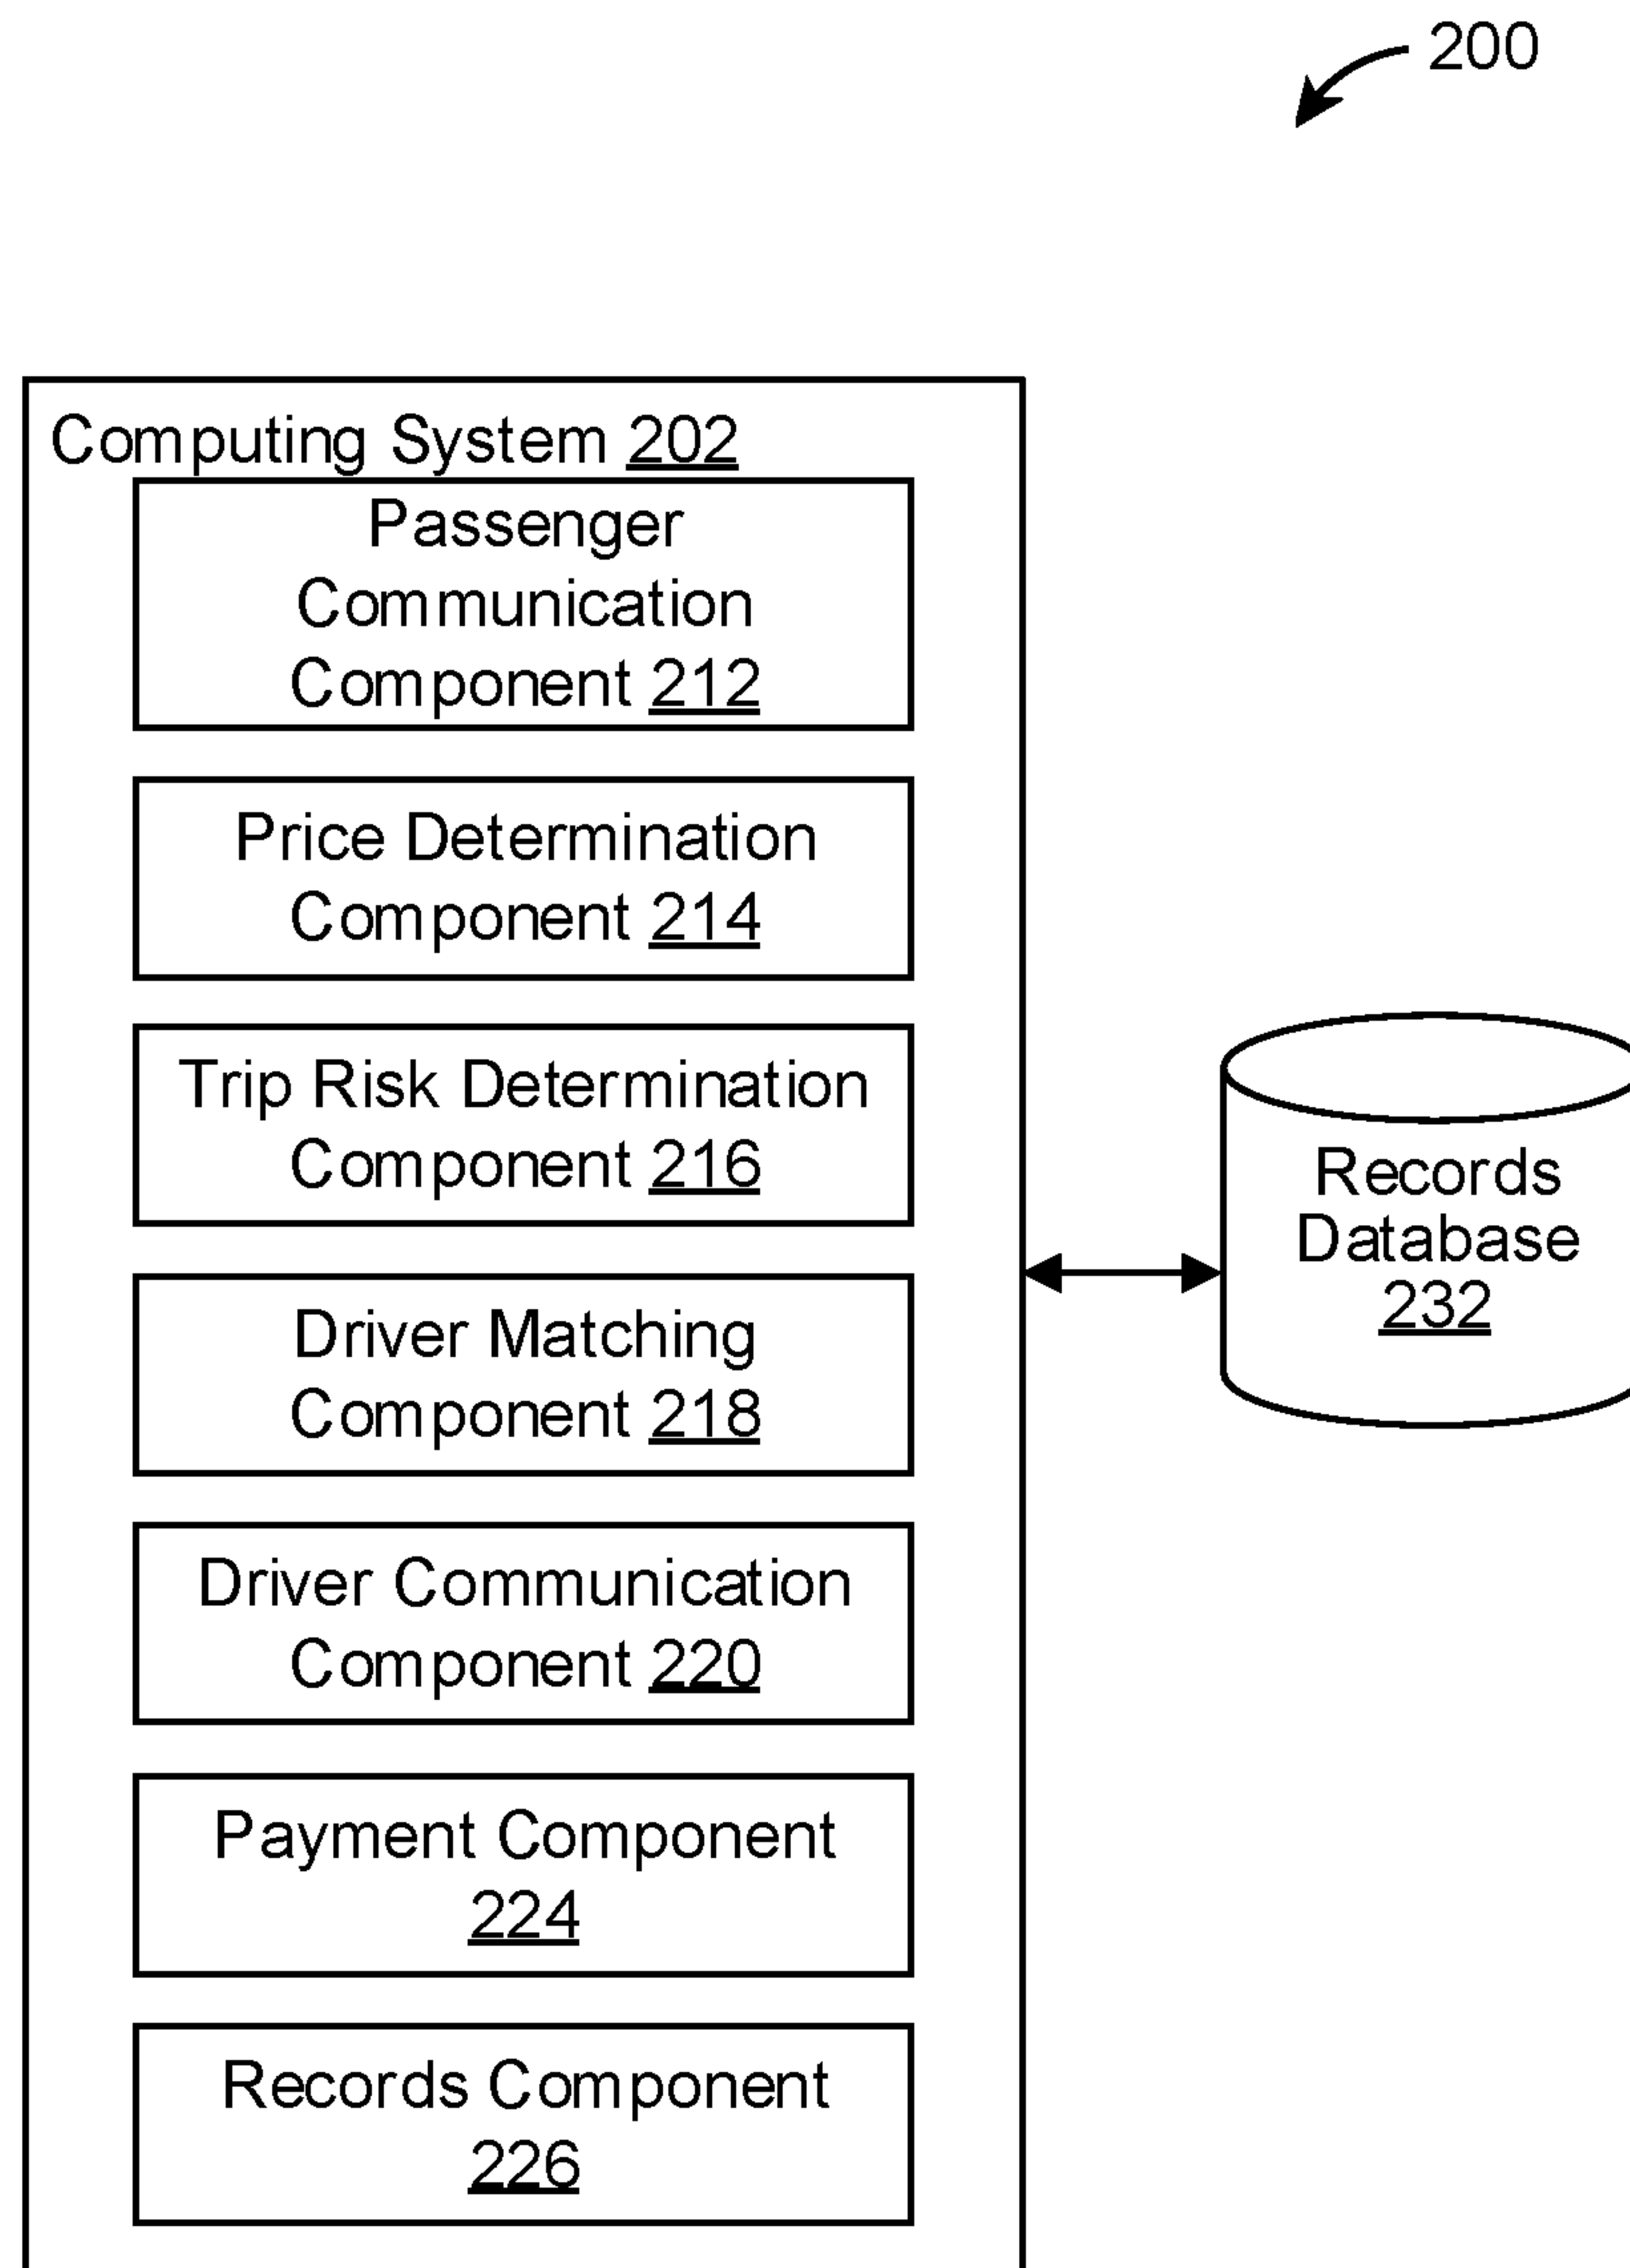 200
Computing System 202
Passenger
Communication
Component 212
Price Determination
Component 214
Trip Risk Determination
Component 216
Records
Database
232
Driver Matching
Component 218
Driver Communication
Component 220
Payment Component
224
Records Component
226